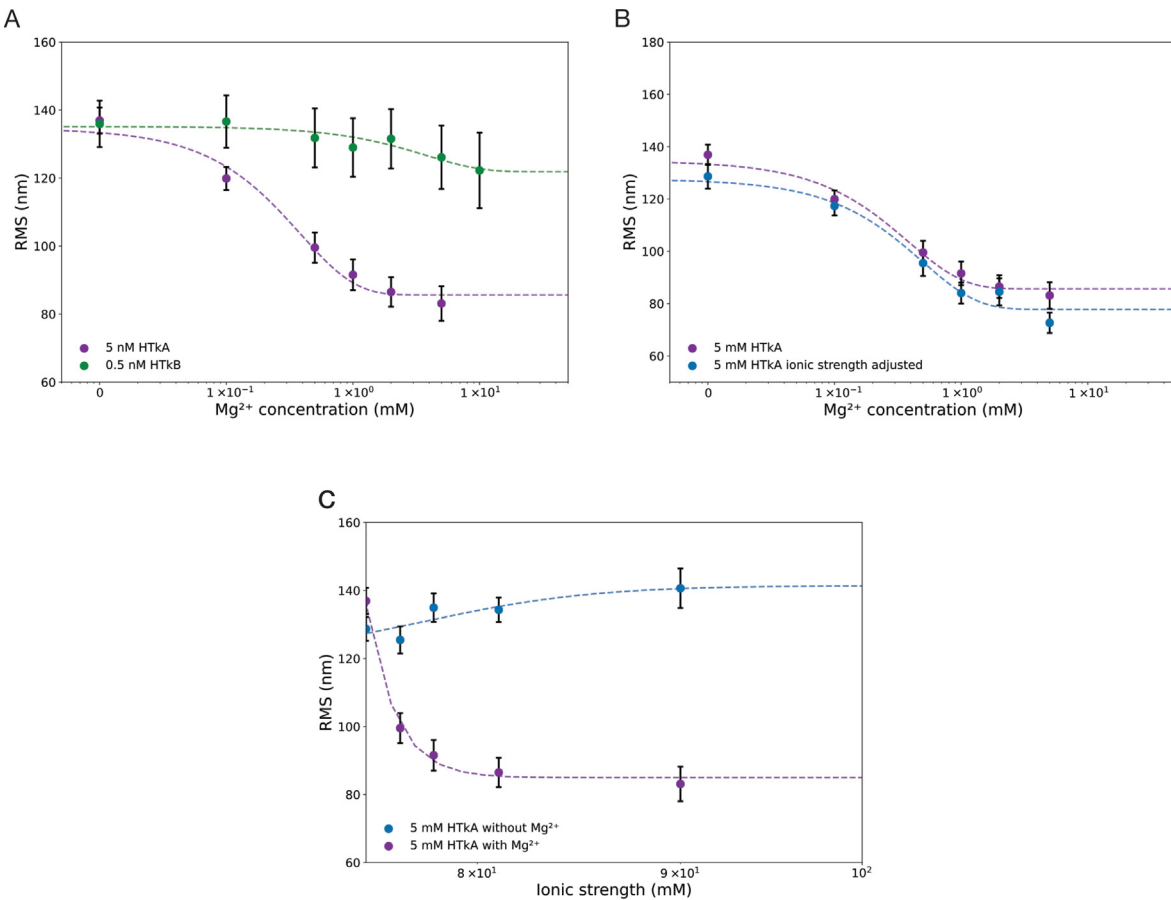 A
160
140
120
100
80
60
RMS (nm)
5 nM HTkA
0.5 nM HTkB
0
1 ×10⁻¹
1 ×10⁰
1 ×10¹
Mg²⁺ concentration (mM)
B
180
160
140
120
100
80
60
RMS (nm)
5 mM HTkA
5 mM HTkA ionic strength adjusted
0
1 ×10⁻¹
1 ×10⁰
1 ×10¹
Mg²⁺ concentration (mM)
C
160
140
120
100
80
60
RMS (nm)
5 mM HTkA without Mg²⁺
5 mM HTkA with Mg²⁺
8 ×10¹
9 ×10¹
10²
Ionic strength (mM)